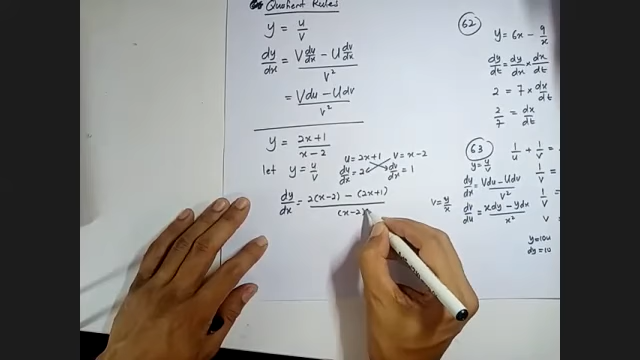 Quotient Rules
y = u/v
dy/dx = (V du/dx - U dv/dx)/V²
= (Vdu - Udv)/V²
y = (2x+1)/(x-2)
let y = u/v
U = 2x+1 V = x-2
du/dx = 2 dv/dx = 1
dy/dx = (2(x-2) - (2x+1))/(x-2)
V = y/x
62
y = 6x - 9/x
dy/dt = dy/dx × dx/dt
2 = 7 × dx/dt
2/7 = dx/dt
63
1/u + 1/v =
y = u/v
dy/dx = (Vdu - Udv)/V²
1/v
dv/du = (xdy - ydx)/x²
1/v
V =
y = 10u
dy = 10